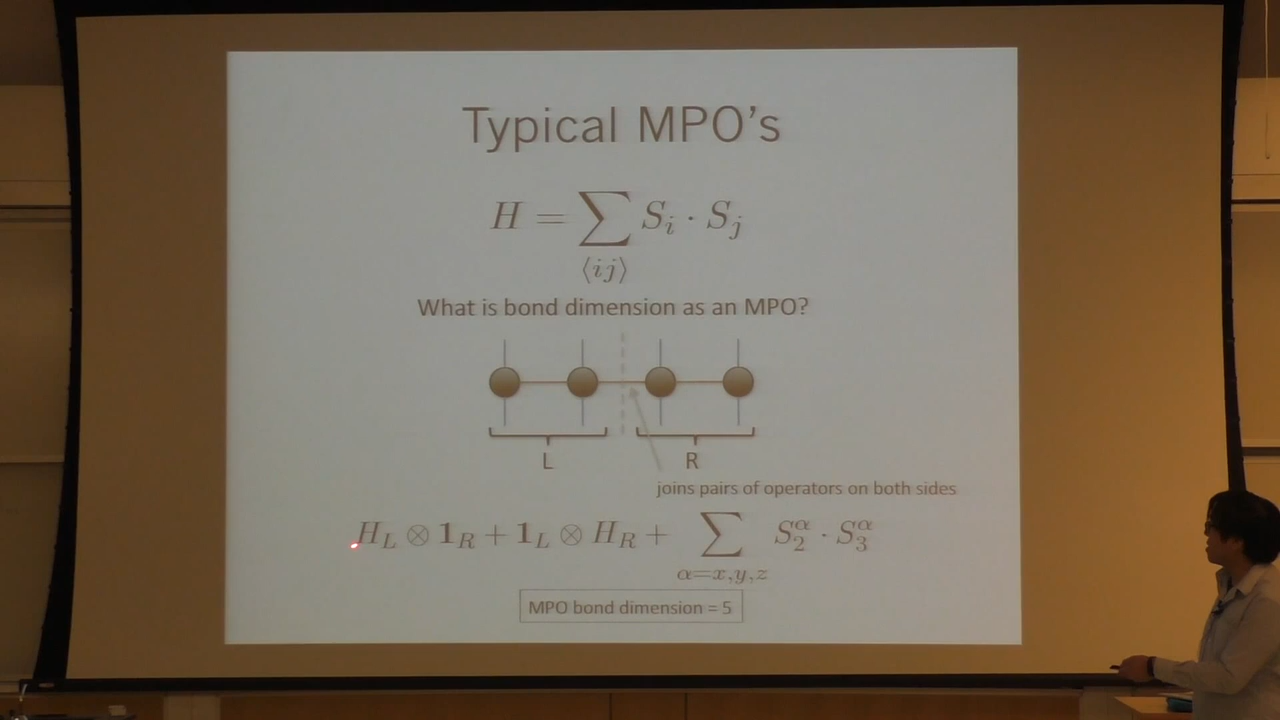 Typical MPO's
H = ∑ S_i · S_j
⟨ij⟩
What is bond dimension as an MPO?
L R
joins pairs of operators on both sides
H_L ⊗ 1_R + 1_L ⊗ H_R + ∑ S_2^α · S_3^α
α=x,y,z
MPO bond dimension = 5